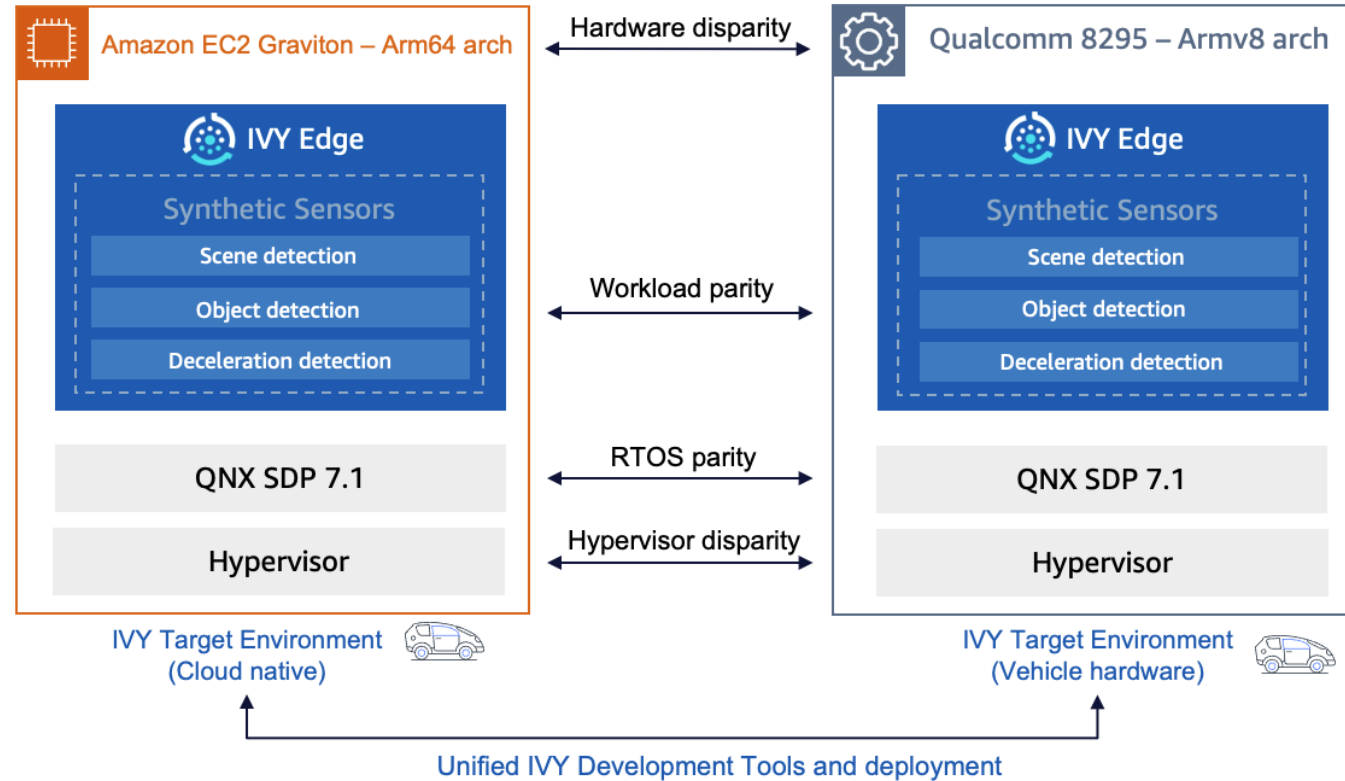 Amazon EC2 Graviton – Arm64 arch
Hardware disparity
Qualcomm 8295 – Armv8 arch
IVY Edge
Synthetic Sensors
Scene detection
Object detection
Deceleration detection
Workload parity
IVY Edge
Synthetic Sensors
Scene detection
Object detection
Deceleration detection
QNX SDP 7.1
RTOS parity
QNX SDP 7.1
Hypervisor
Hypervisor disparity
Hypervisor
IVY Target Environment
(Cloud native)
IVY Target Environment
(Vehicle hardware)
Unified IVY Development Tools and deployment